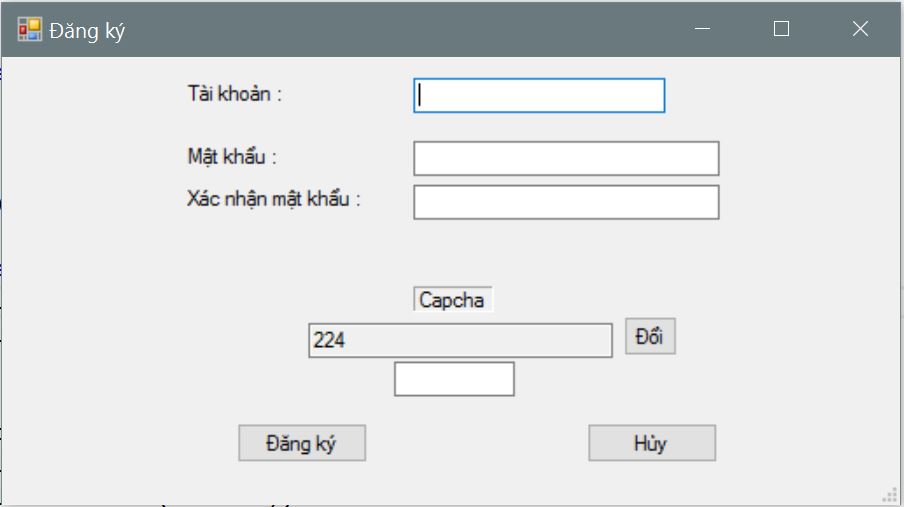 Đăng ký
Tài khoản :
Mật khẩu :
Xác nhận mật khẩu :
Capcha
224
Đổi
Đăng ký
Hủy